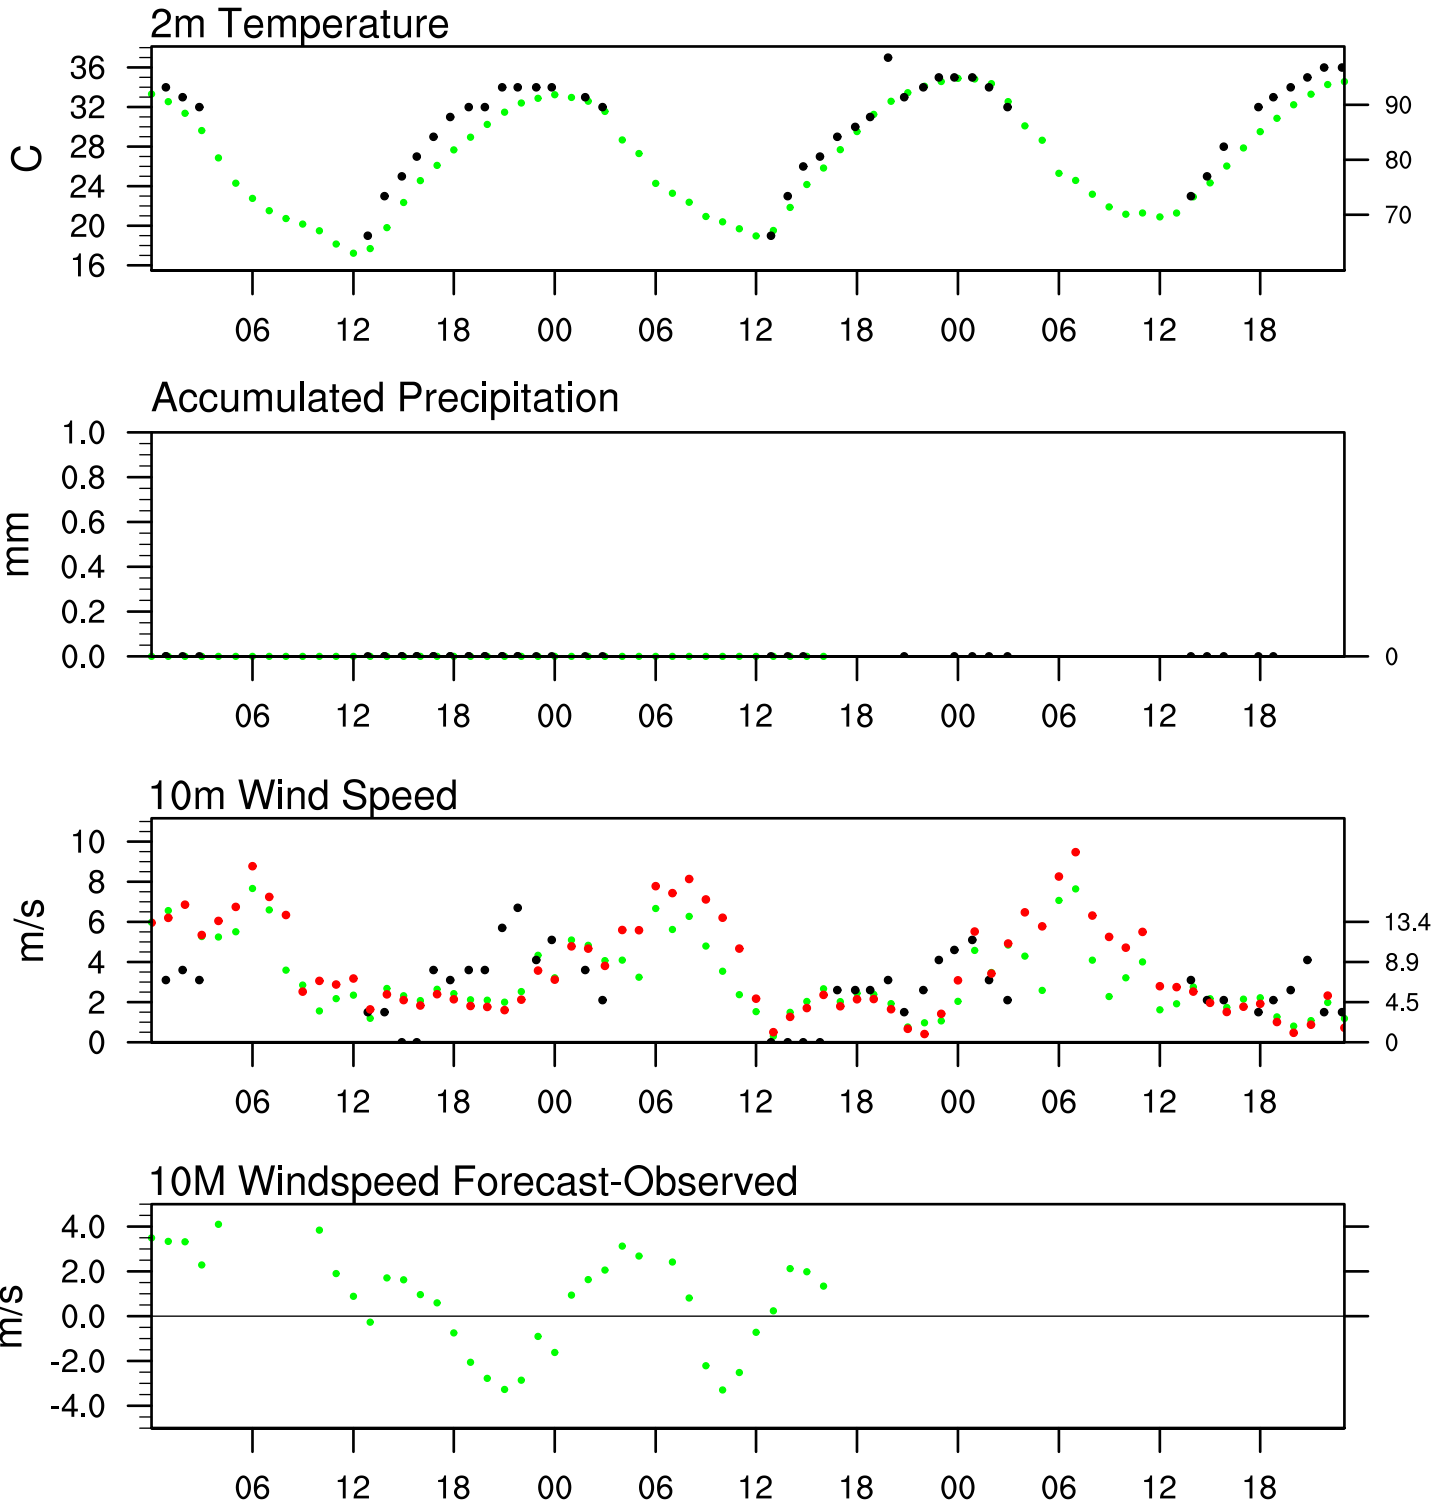 2m Temperature
36
32
28
24
20
16
C
90
80
70
06 12 18 00 06 12 18 00 06 12 18
Accumulated Precipitation
1.0
0.8
0.6
0.4
0.2
0.0
mm
0
06 12 18 00 06 12 18 00 06 12 18
10m Wind Speed
10
8
6
4
2
0
m/s
13.4
8.9
4.5
0
06 12 18 00 06 12 18 00 06 12 18
10M Windspeed Forecast-Observed
4.0
2.0
0.0
-2.0
-4.0
m/s
06 12 18 00 06 12 18 00 06 12 18